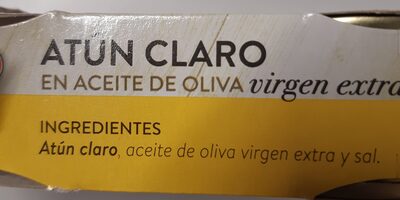 ATÚN CLARO
EN ACEITE DE OLIVA virgen extra
INGREDIENTES
Atún claro, aceite de oliva virgen extra y sal.